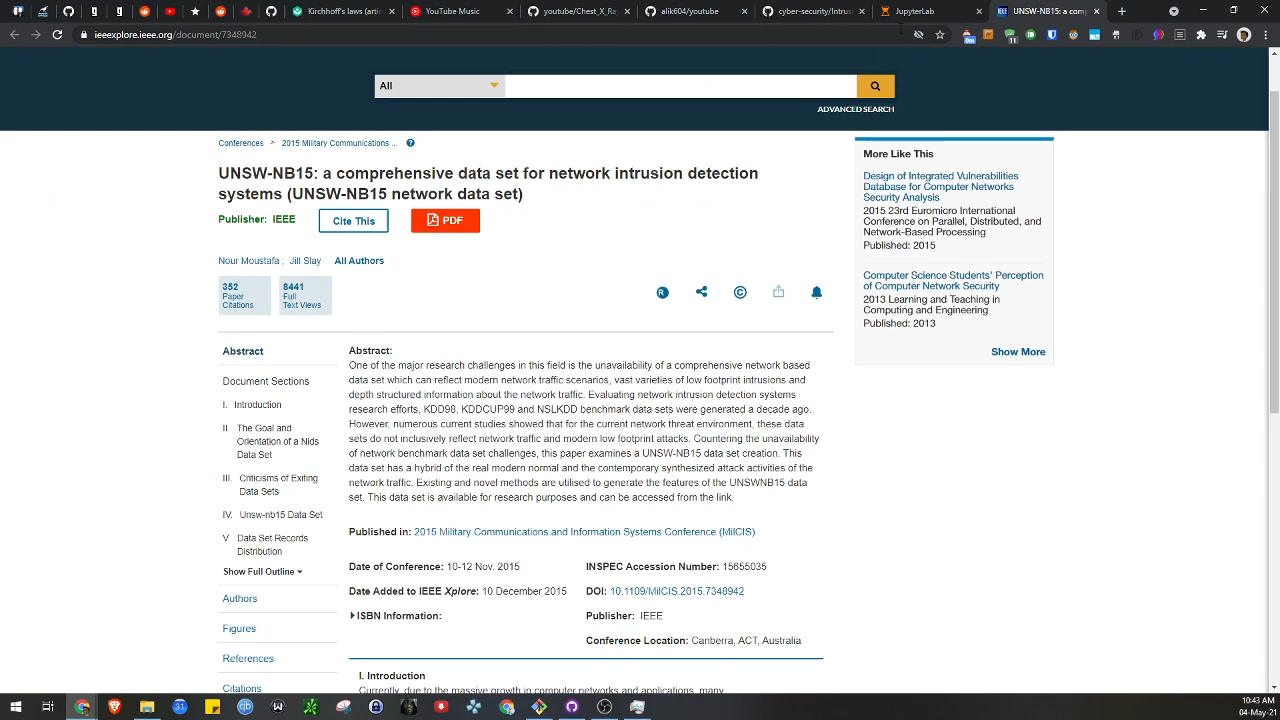 Kirchhoff's laws (artic
YouTube Music
youtube/Chest_X_Ra
alik604/youtube
cyber-security/Intrus
JupyterLab
UNSW-NB15: a comp
ieeexplore.ieee.org/document/7348942
0m
11
All
ADVANCED SEARCH
Conferences > 2015 Military Communications ...
UNSW-NB15: a comprehensive data set for network intrusion detection
systems (UNSW-NB15 network data set)
Publisher: IEEE
Cite This
PDF
Nour Moustafa ; Jill Slay All Authors
352
Paper
Citations
8441
Full
Text Views
R
Abstract
Document Sections
I. Introduction
II. The Goal and
Orientation of a Nids
Data Set
III. Criticisms of Exiting
Data Sets
IV. Unsw-nb15 Data Set
V. Data Set Records
Distribution
Show Full Outline
Authors
Figures
References
Citations
Abstract:
One of the major research challenges in this field is the unavailability of a comprehensive network based
data set which can reflect modern network traffic scenarios, vast varieties of low footprint intrusions and
depth structured information about the network traffic. Evaluating network intrusion detection systems
research efforts, KDD98, KDDCUP99 and NSLKDD benchmark data sets were generated a decade ago.
However, numerous current studies showed that for the current network threat environment, these data
sets do not inclusively reflect network traffic and modern low footprint attacks. Countering the unavailability
of network benchmark data set challenges, this paper examines a UNSW-NB15 data set creation. This
data set has a hybrid of the real modern normal and the contemporary synthesized attack activities of the
network traffic. Existing and novel methods are utilised to generate the features of the UNSWNB15 data
set. This data set is available for research purposes and can be accessed from the link.
Published in: 2015 Military Communications and Information Systems Conference (MilCIS)
Date of Conference: 10-12 Nov. 2015
INSPEC Accession Number: 15655035
Date Added to IEEE Xplore: 10 December 2015
DOI: 10.1109/MilCIS.2015.7348942
ISBN Information:
Publisher: IEEE
Conference Location: Canberra, ACT, Australia
I. Introduction
Currently, due to the massive growth in computer networks and applications, many
More Like This
Design of Integrated Vulnerabilities
Database for Computer Networks
Security Analysis
2015 23rd Euromicro International
Conference on Parallel, Distributed, and
Network-Based Processing
Published: 2015
Computer Science Students' Perception
of Computer Network Security
2013 Learning and Teaching in
Computing and Engineering
Published: 2013
Show More
10:43 AM
04-May-21